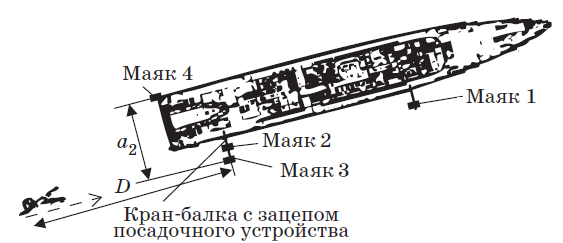 Маяк 4
Маяк 1
a₂
Маяк 2
Маяк 3
D
Кран-балка с зацепом
посадочного устройства